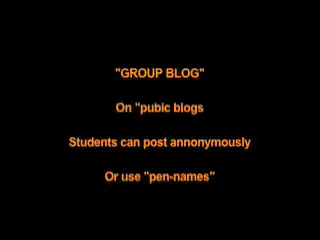 "GROUP BLOG"
On "pubic blogs
Students can post annonymously
Or use "pen-names"